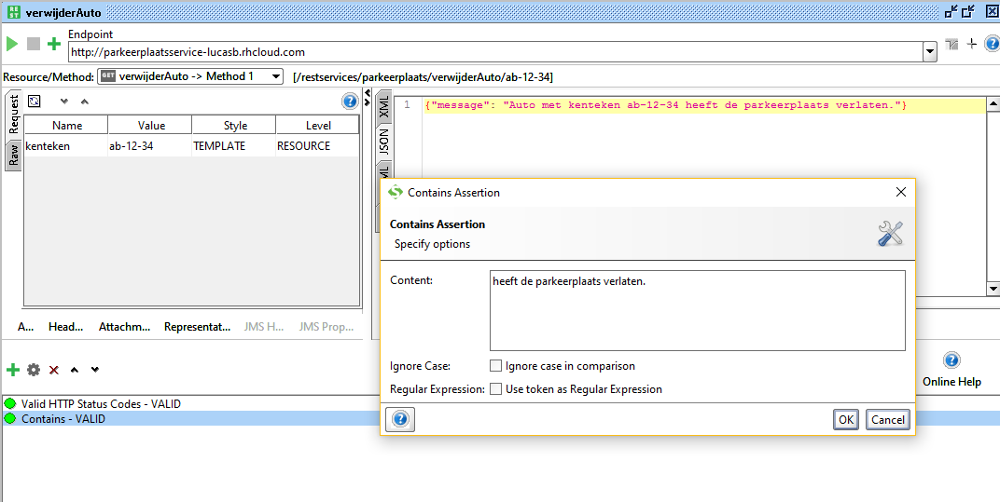 REST verwijderAuto
Endpoint
http://parkeerplaatsservice-lucasb.rhcloud.com
Resource/Method: GET verwijderAuto -> Method 1 [/restservices/parkeerplaats/verwijderAuto/ab-12-34]
Request
Raw
Name Value Style Level
kenteken ab-12-34 TEMPLATE RESOURCE
A... Head... Attachm... Representat... JMS H... JMS Prop...
XML
JSON
1 {"message": "Auto met kenteken ab-12-34 heeft de parkeerplaats verlaten."}
Contains Assertion
Contains Assertion
Specify options
Content: heeft de parkeerplaats verlaten.
Ignore Case: Ignore case in comparison
Regular Expression: Use token as Regular Expression
OK Cancel
Online Help
Valid HTTP Status Codes - VALID
Contains - VALID